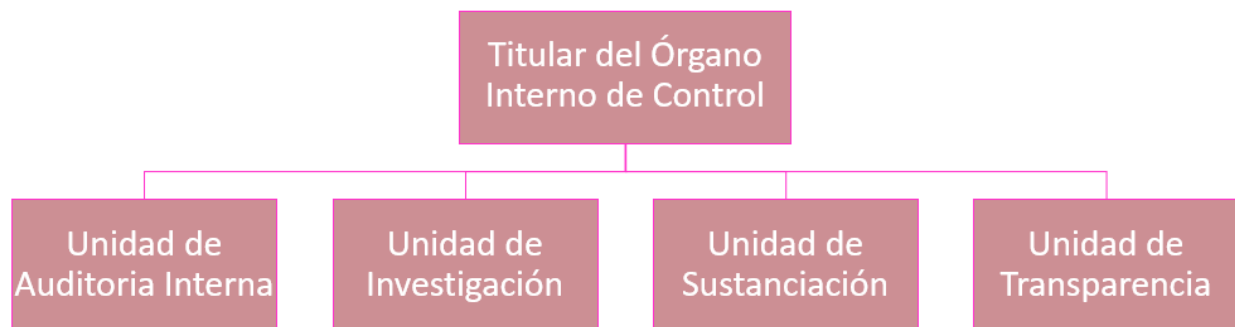 Titular del Órgano
Interno de Control
Unidad de
Auditoria Interna
Unidad de
Investigación
Unidad de
Sustanciación
Unidad de
Transparencia